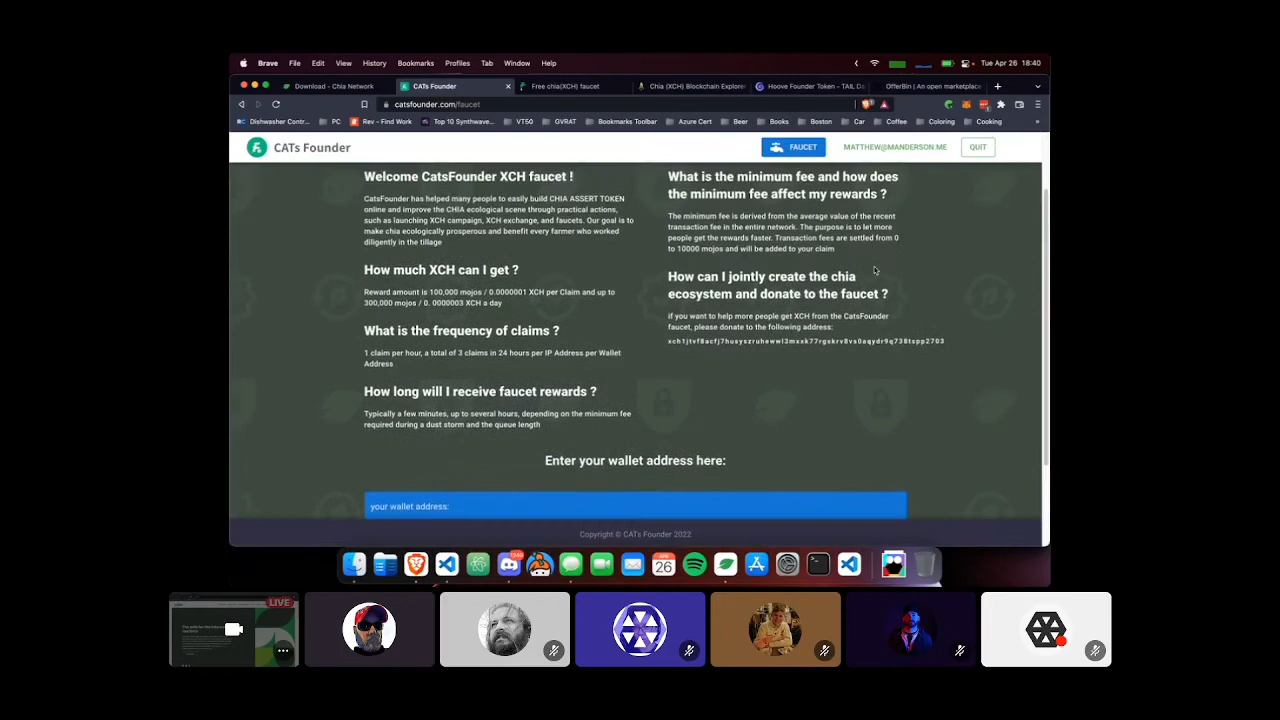 Brave File Edit View History Bookmarks Profiles Tab Window Help Tue Apr 26 18:40
Download - Chia Network CATs Founder Free chia(XCH) faucet Chia (XCH) Blockchain Explorer Hoove Founder Token - TAIL Da OfferBin | An open marketplace
catsfounder.com/faucet
Dishwasher Contr... PC Rev - Find Work Top 10 Synthwave... VT50 GVRAT Bookmarks Toolbar Azure Cert Beer Books Boston Car Coffee Coloring Cooking
CATs Founder FAUCET MATTHEW@MANDERSON.ME QUIT
Welcome CatsFounder XCH faucet !
CatsFounder has helped many people to easily build CHIA ASSERT TOKEN
online and improve the CHIA ecological scene through practical actions,
such as launching XCH campaign, XCH exchange, and faucets. Our goal is to
make chia ecologically prosperous and benefit every farmer who worked
diligently in the tillage
How much XCH can I get ?
Reward amount is 100,000 mojos / 0.0000001 XCH per Claim and up to
300,000 mojos / 0. 0000003 XCH a day
What is the frequency of claims ?
1 claim per hour, a total of 3 claims in 24 hours per IP Address per Wallet
Address
How long will I receive faucet rewards ?
Typically a few minutes, up to several hours, depending on the minimum fee
required during a dust storm and the queue length
What is the minimum fee and how does
the minimum fee affect my rewards ?
The minimum fee is derived from the average value of the recent
transaction fee in the entire network. The purpose is to let more
people get the rewards faster. Transaction fees are settled from 0
to 10000 mojos and will be added to your claim
How can I jointly create the chia
ecosystem and donate to the faucet ?
if you want to help more people get XCH from the CatsFounder
faucet, please donate to the following address:
Enter your wallet address here:
your wallet address:
Copyright © CATs Founder 2022
26
LIVE